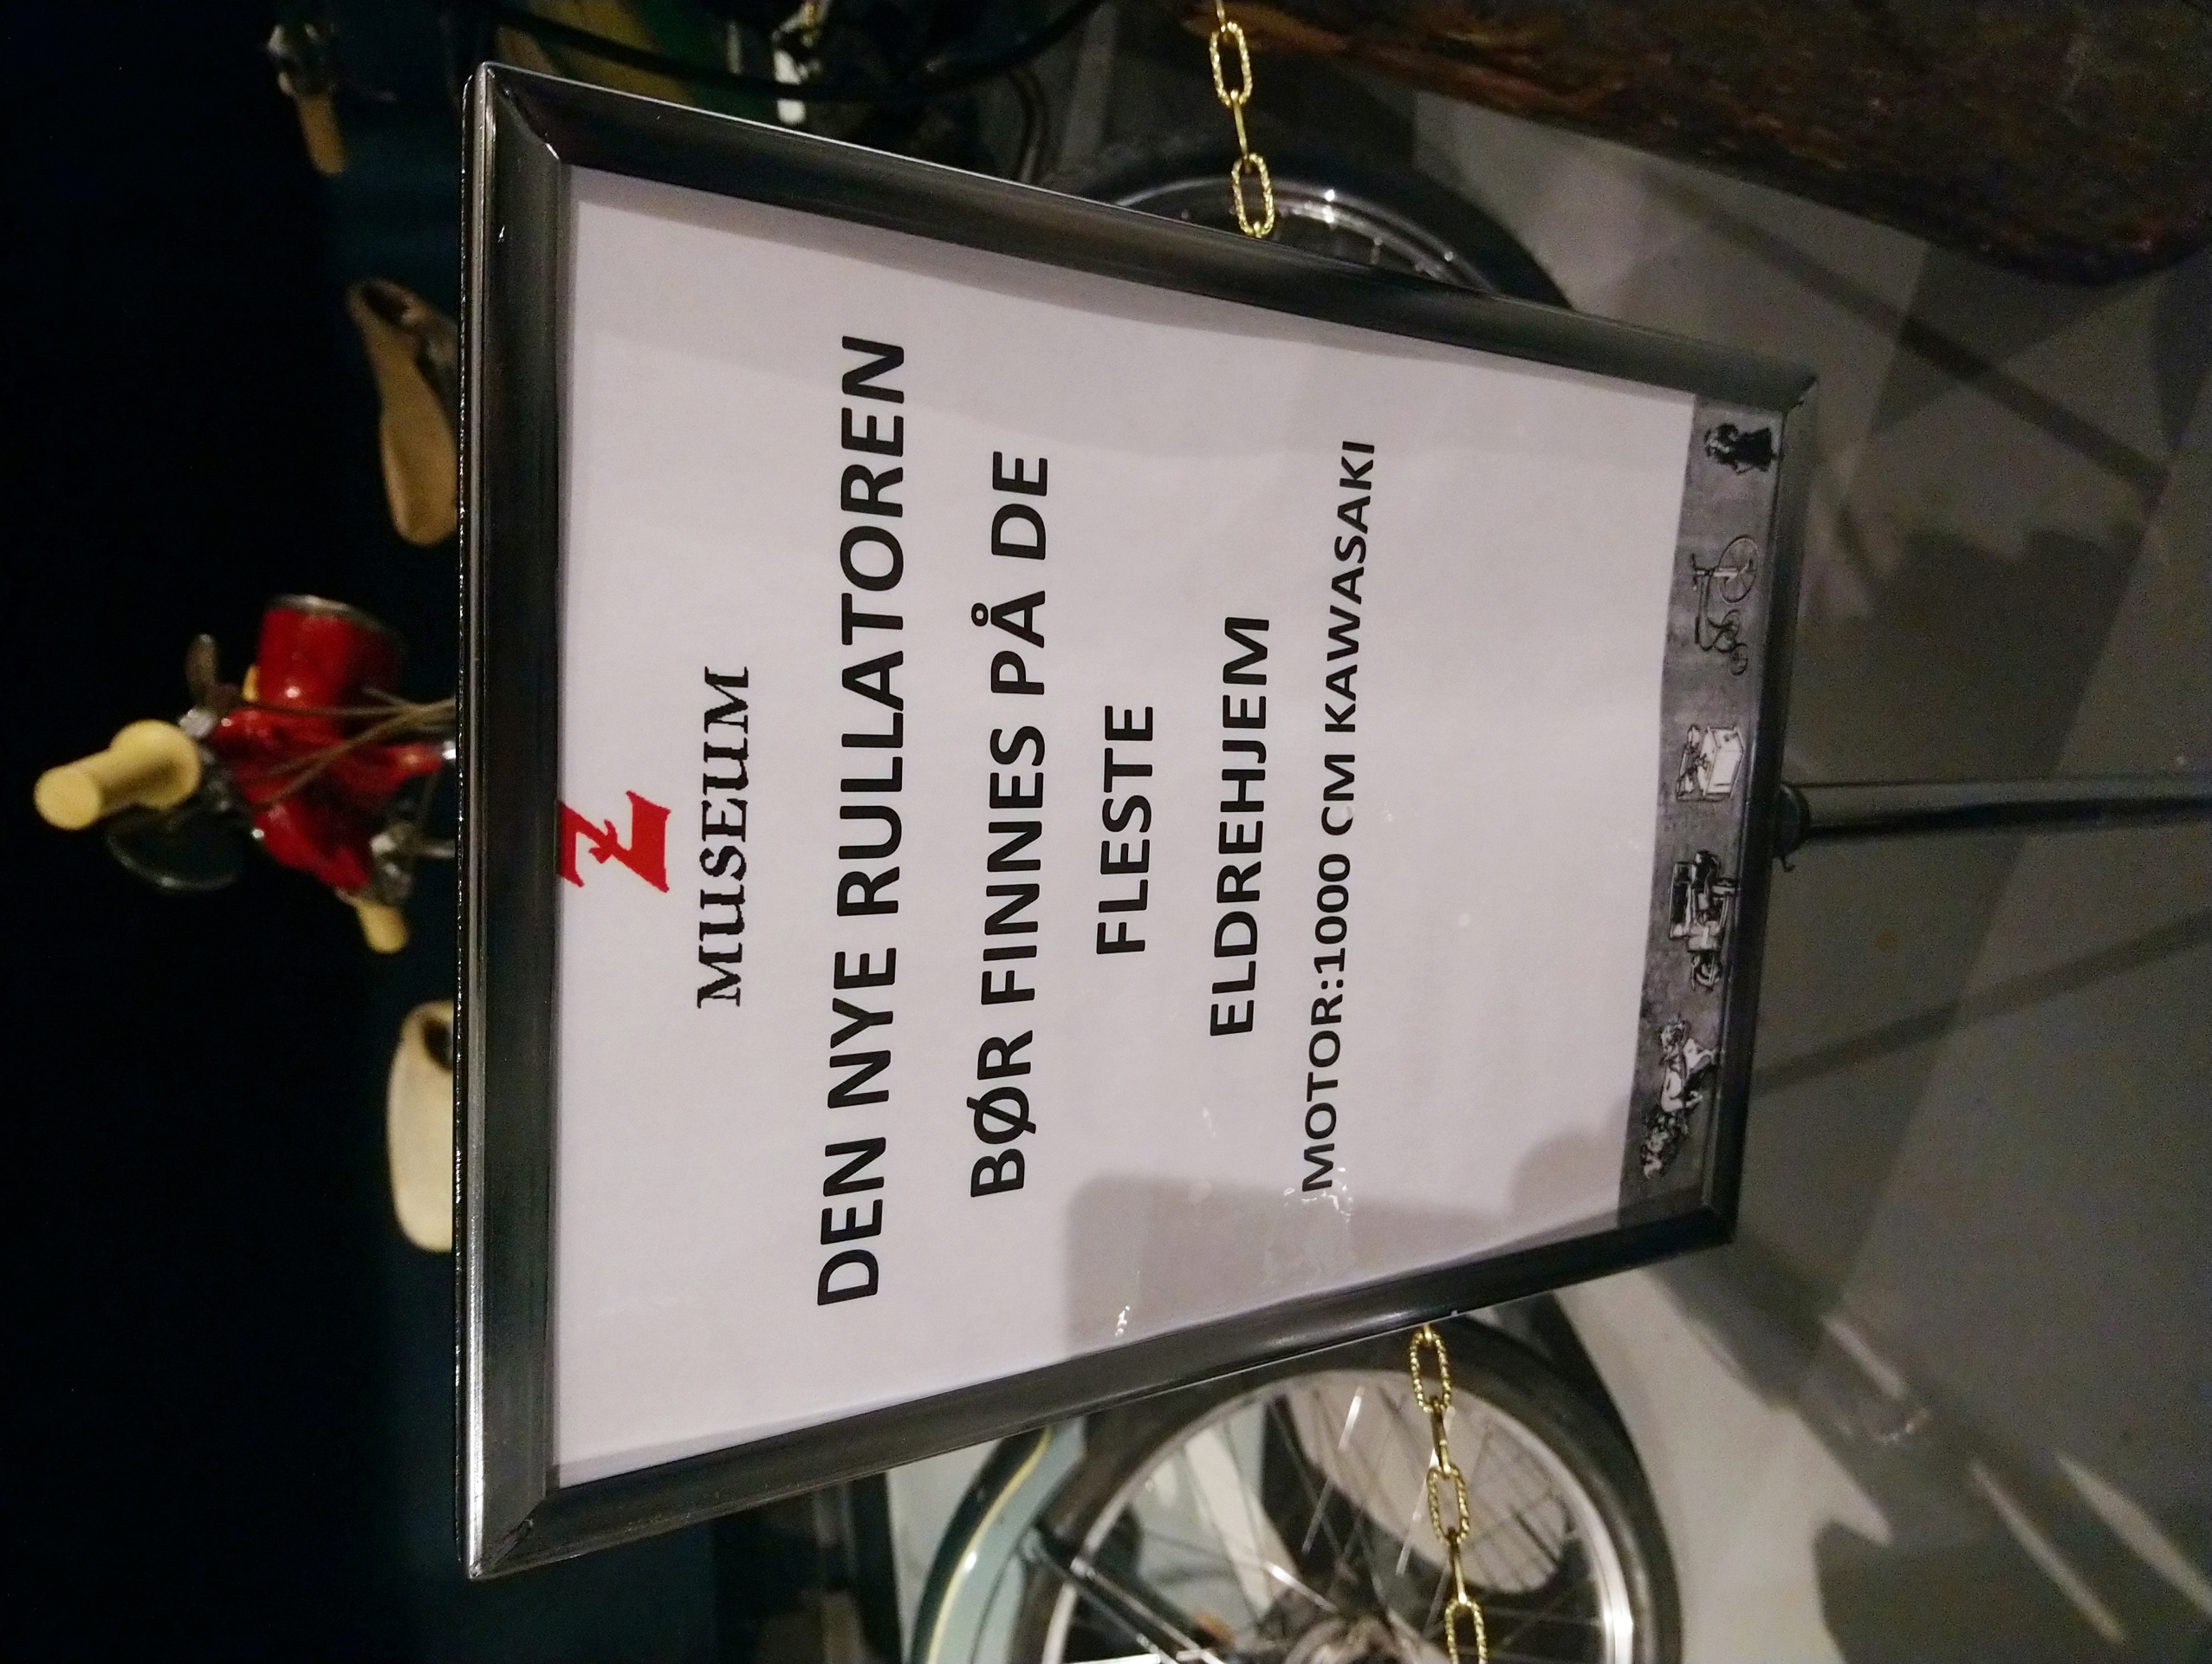 Z
MUSEUM
DEN NYE RULLATOREN
BØR FINNES PÅ DE
FLESTE
ELDREHJEM
MOTOR:1000 CM KAWASAKI